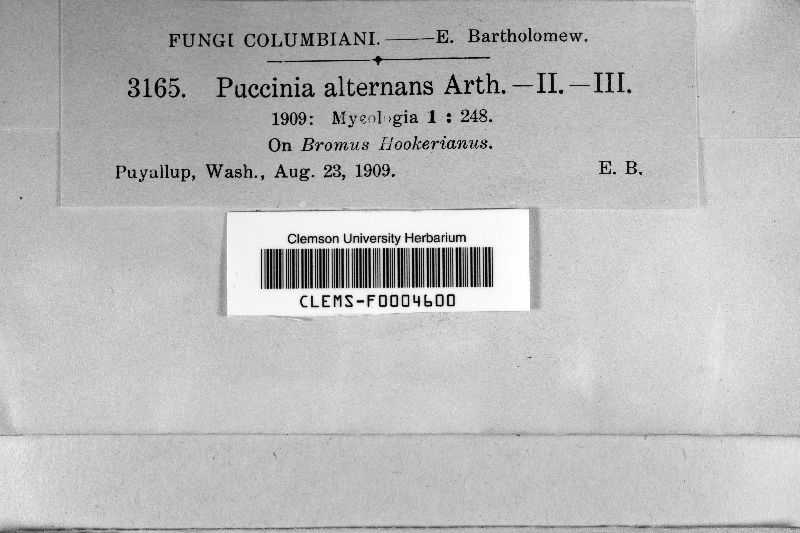 FUNGI COLUMBIANI.——E. Bartholomew.
3165. Puccinia alternans Arth.—II.—III.
1909: Mycologia 1 : 248.
On Bromus Hookerianus.
Puyallup, Wash., Aug. 23, 1909. E. B.
Clemson University Herbarium
CLEMS-F0004600